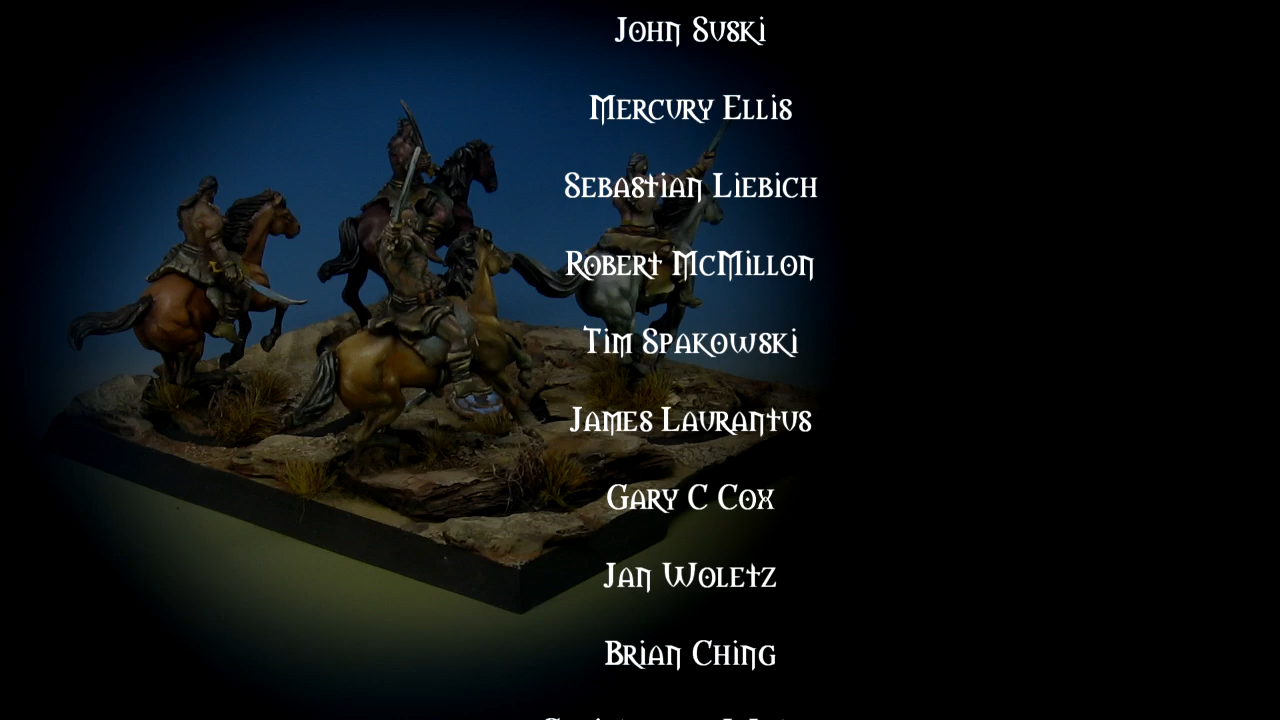 John Suski
Mercury Ellis
Sebastian Liebich
Robert McMillon
Tim Spakowski
James Laurantus
Gary C Cox
Jan Woletz
Brian Ching